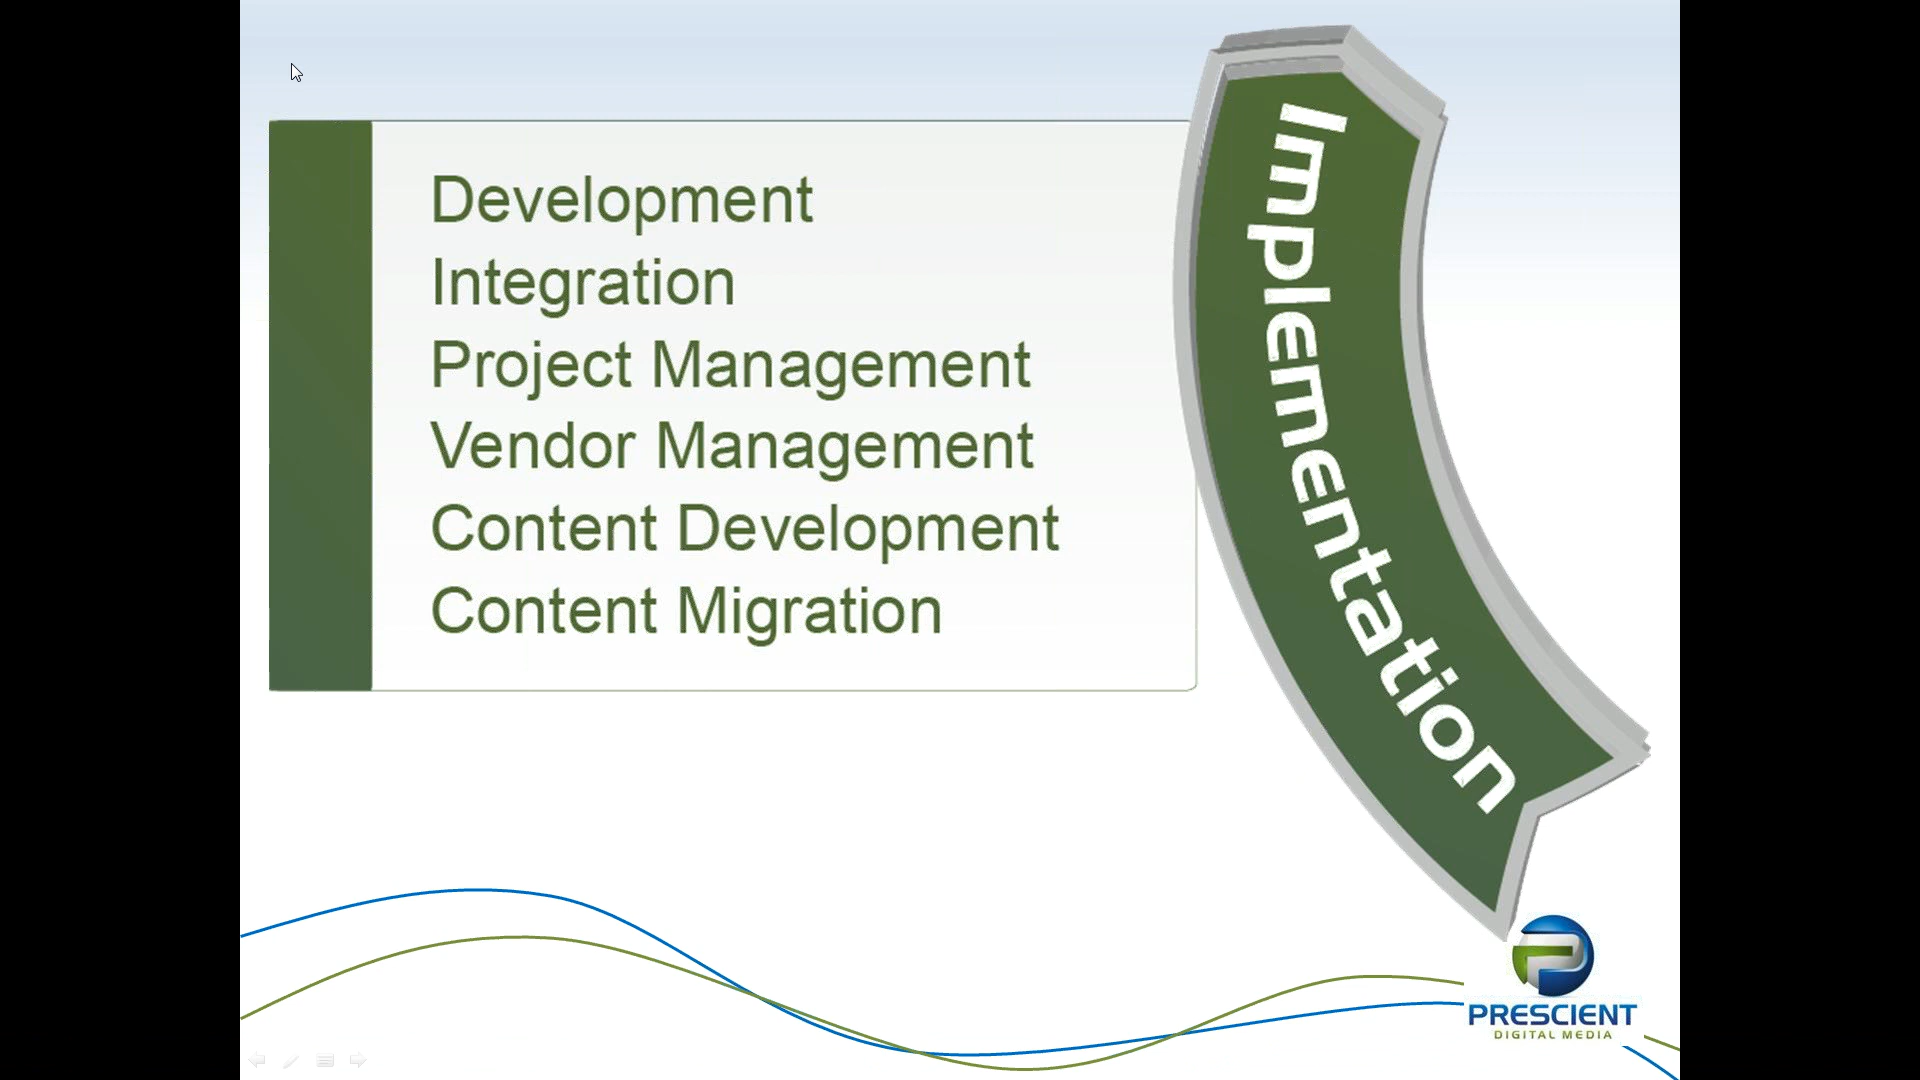 Development
Integration
Project Management
Vendor Management
Content Development
Content Migration
Implementation
PRESCIENT
DIGITAL MEDIA